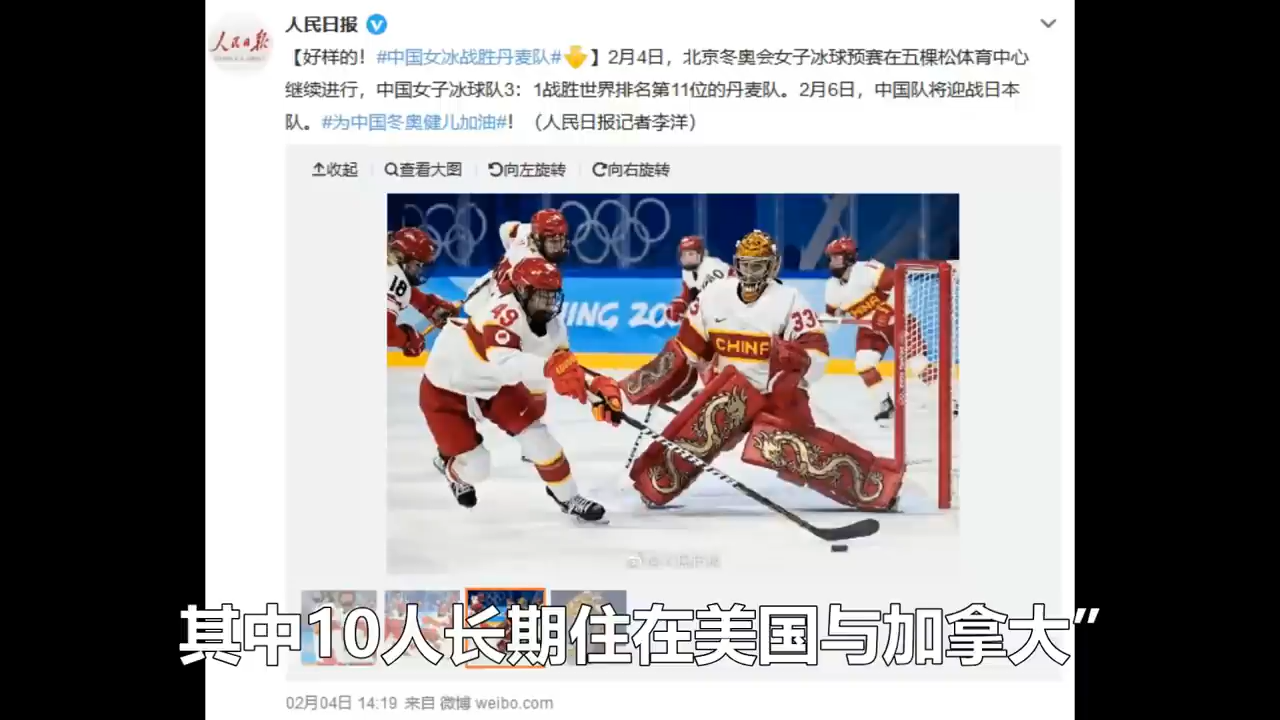 人民日报
人民日报
【好样的！#中国女冰战胜丹麦队#】2月4日，北京冬奥会女子冰球预赛在五棵松体育中心
继续进行，中国女子冰球队3：1战胜世界排名第11位的丹麦队。2月6日，中国队将迎战日本
队。#为中国冬奥健儿加油#！（人民日报记者李洋）
收起
查看大图
向左旋转
向右旋转
18
49
CHINA
33
其中10人长期住在美国与加拿大”
02月04日 14:19 来自 微博 weibo.com